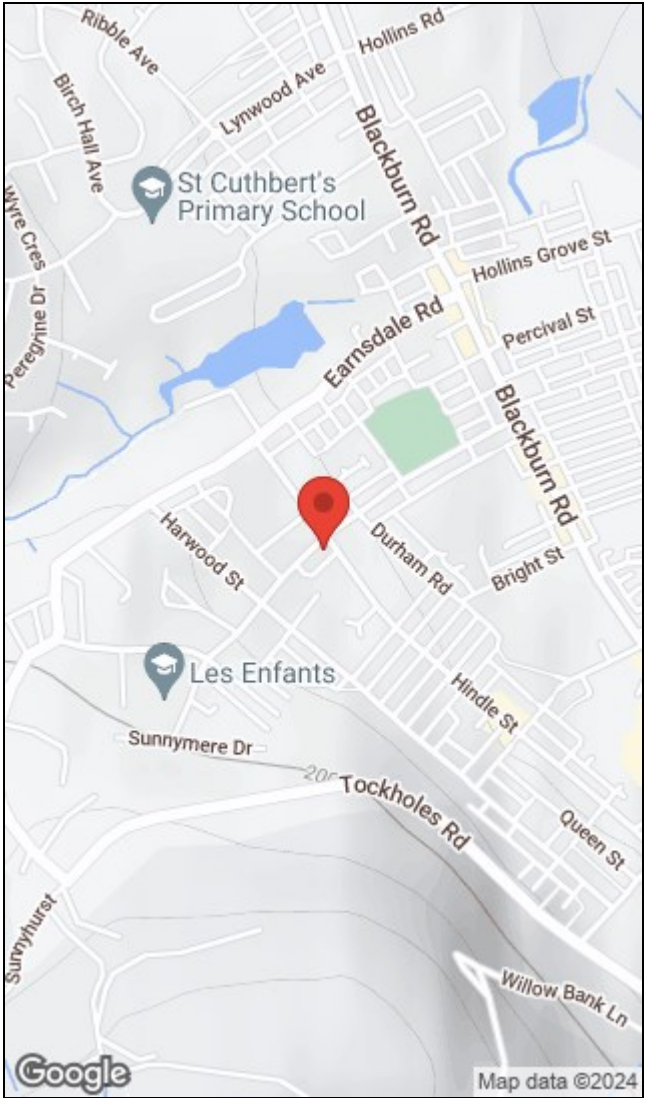 Ribble Ave
Hollins Rd
Lynwood Ave
Birch Hall Ave
Blackburn Rd
St Cuthbert's
Primary School
Wyre Cres
Hollins Grove St
Peregrine Dr
Earnsdale Rd
Percival St
Blackburn Rd
Harwood St
Durham Rd
Bright St
Les Enfants
Hindle St
Sunnymere Dr
200
Tockholes Rd
Queen St
Sunnyhurst
Willow Bank Ln
Google
Map data ©2024